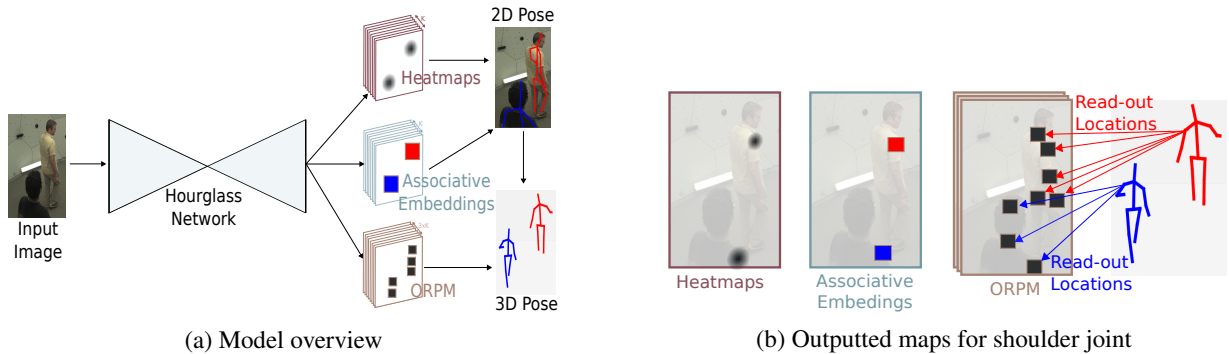 2D Pose
K
Heatmaps
K
Associative
Embeddings
Hourglass
Network
Input
Image
3xK
ORPM
3D Pose
(a) Model overview
Read-out
Locations
Read-out
Locations
Heatmaps
Associative
Embedings
ORPM
(b) Outputted maps for shoulder joint